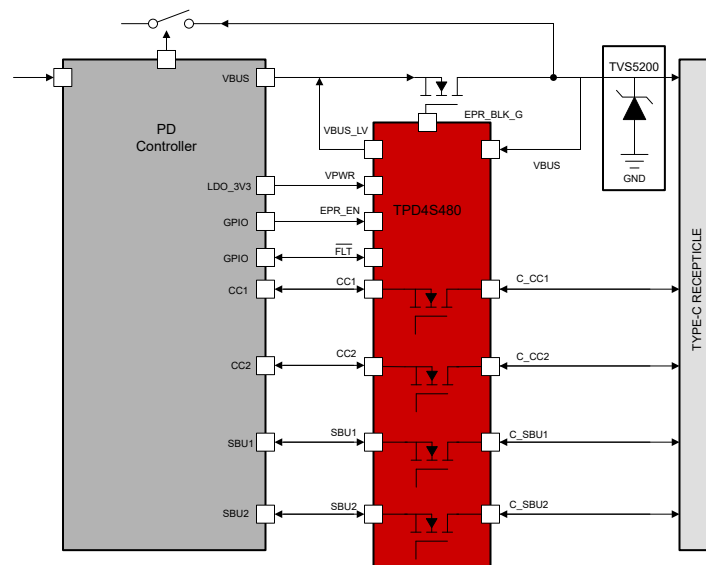 TVS5200
VBUS
EPR_BLK_G
PD
Controller
VBUS_LV
VBUS
GND
LDO_3V3
VPWR
TPD4S480
GPIO
EPR_EN
GPIO
FLT
CC1
CC1
C_CC1
CC2
CC2
C_CC2
SBU1
SBU1
C_SBU1
SBU2
SBU2
C_SBU2
TYPE-C RECEPTICLE